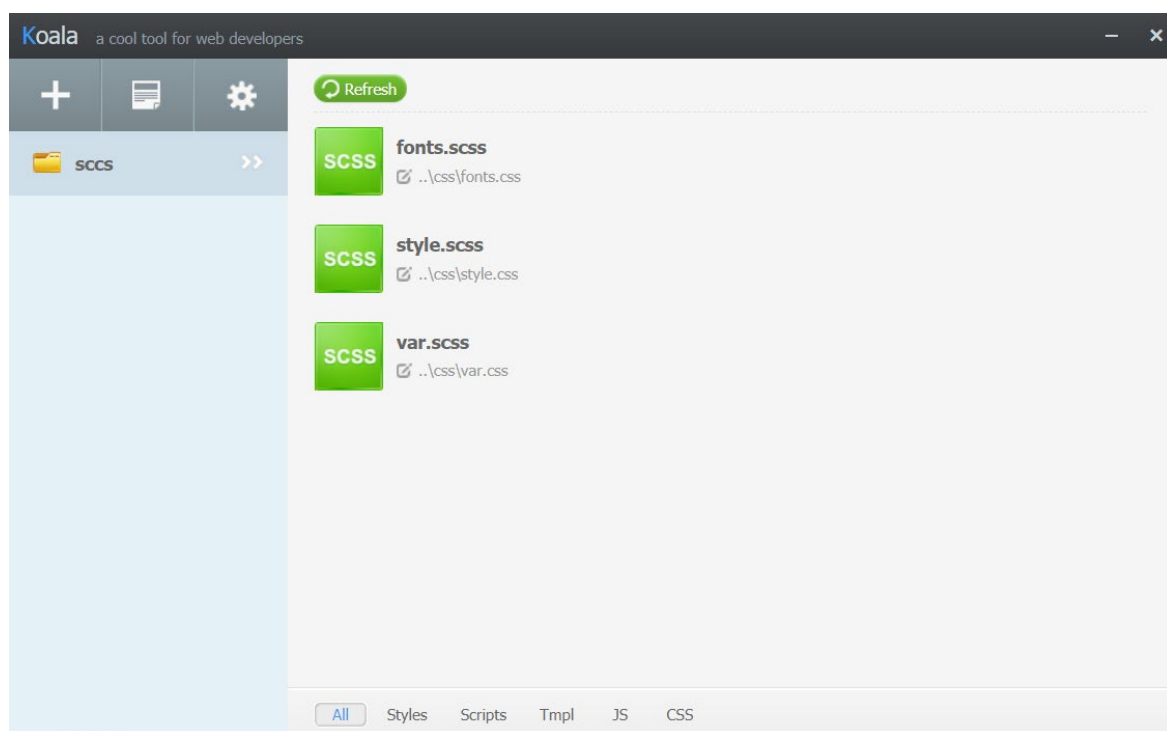 Koala a cool tool for web developers
Refresh
sccs
SCSS
fonts.scss
..\css\fonts.css
SCSS
style.scss
..\css\style.css
SCSS
var.scss
..\css\var.css
All Styles Scripts Tmpl JS CSS